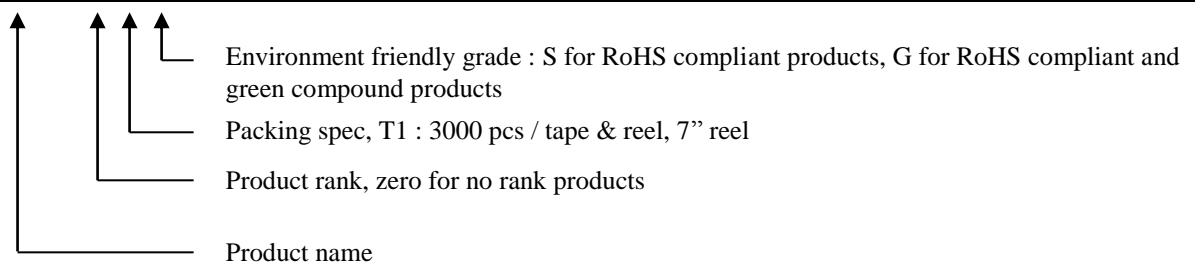 Environment friendly grade : S for RoHS compliant products, G for RoHS compliant and
green compound products
Packing spec, T1 : 3000 pcs / tape & reel, 7” reel
Product rank, zero for no rank products
Product name